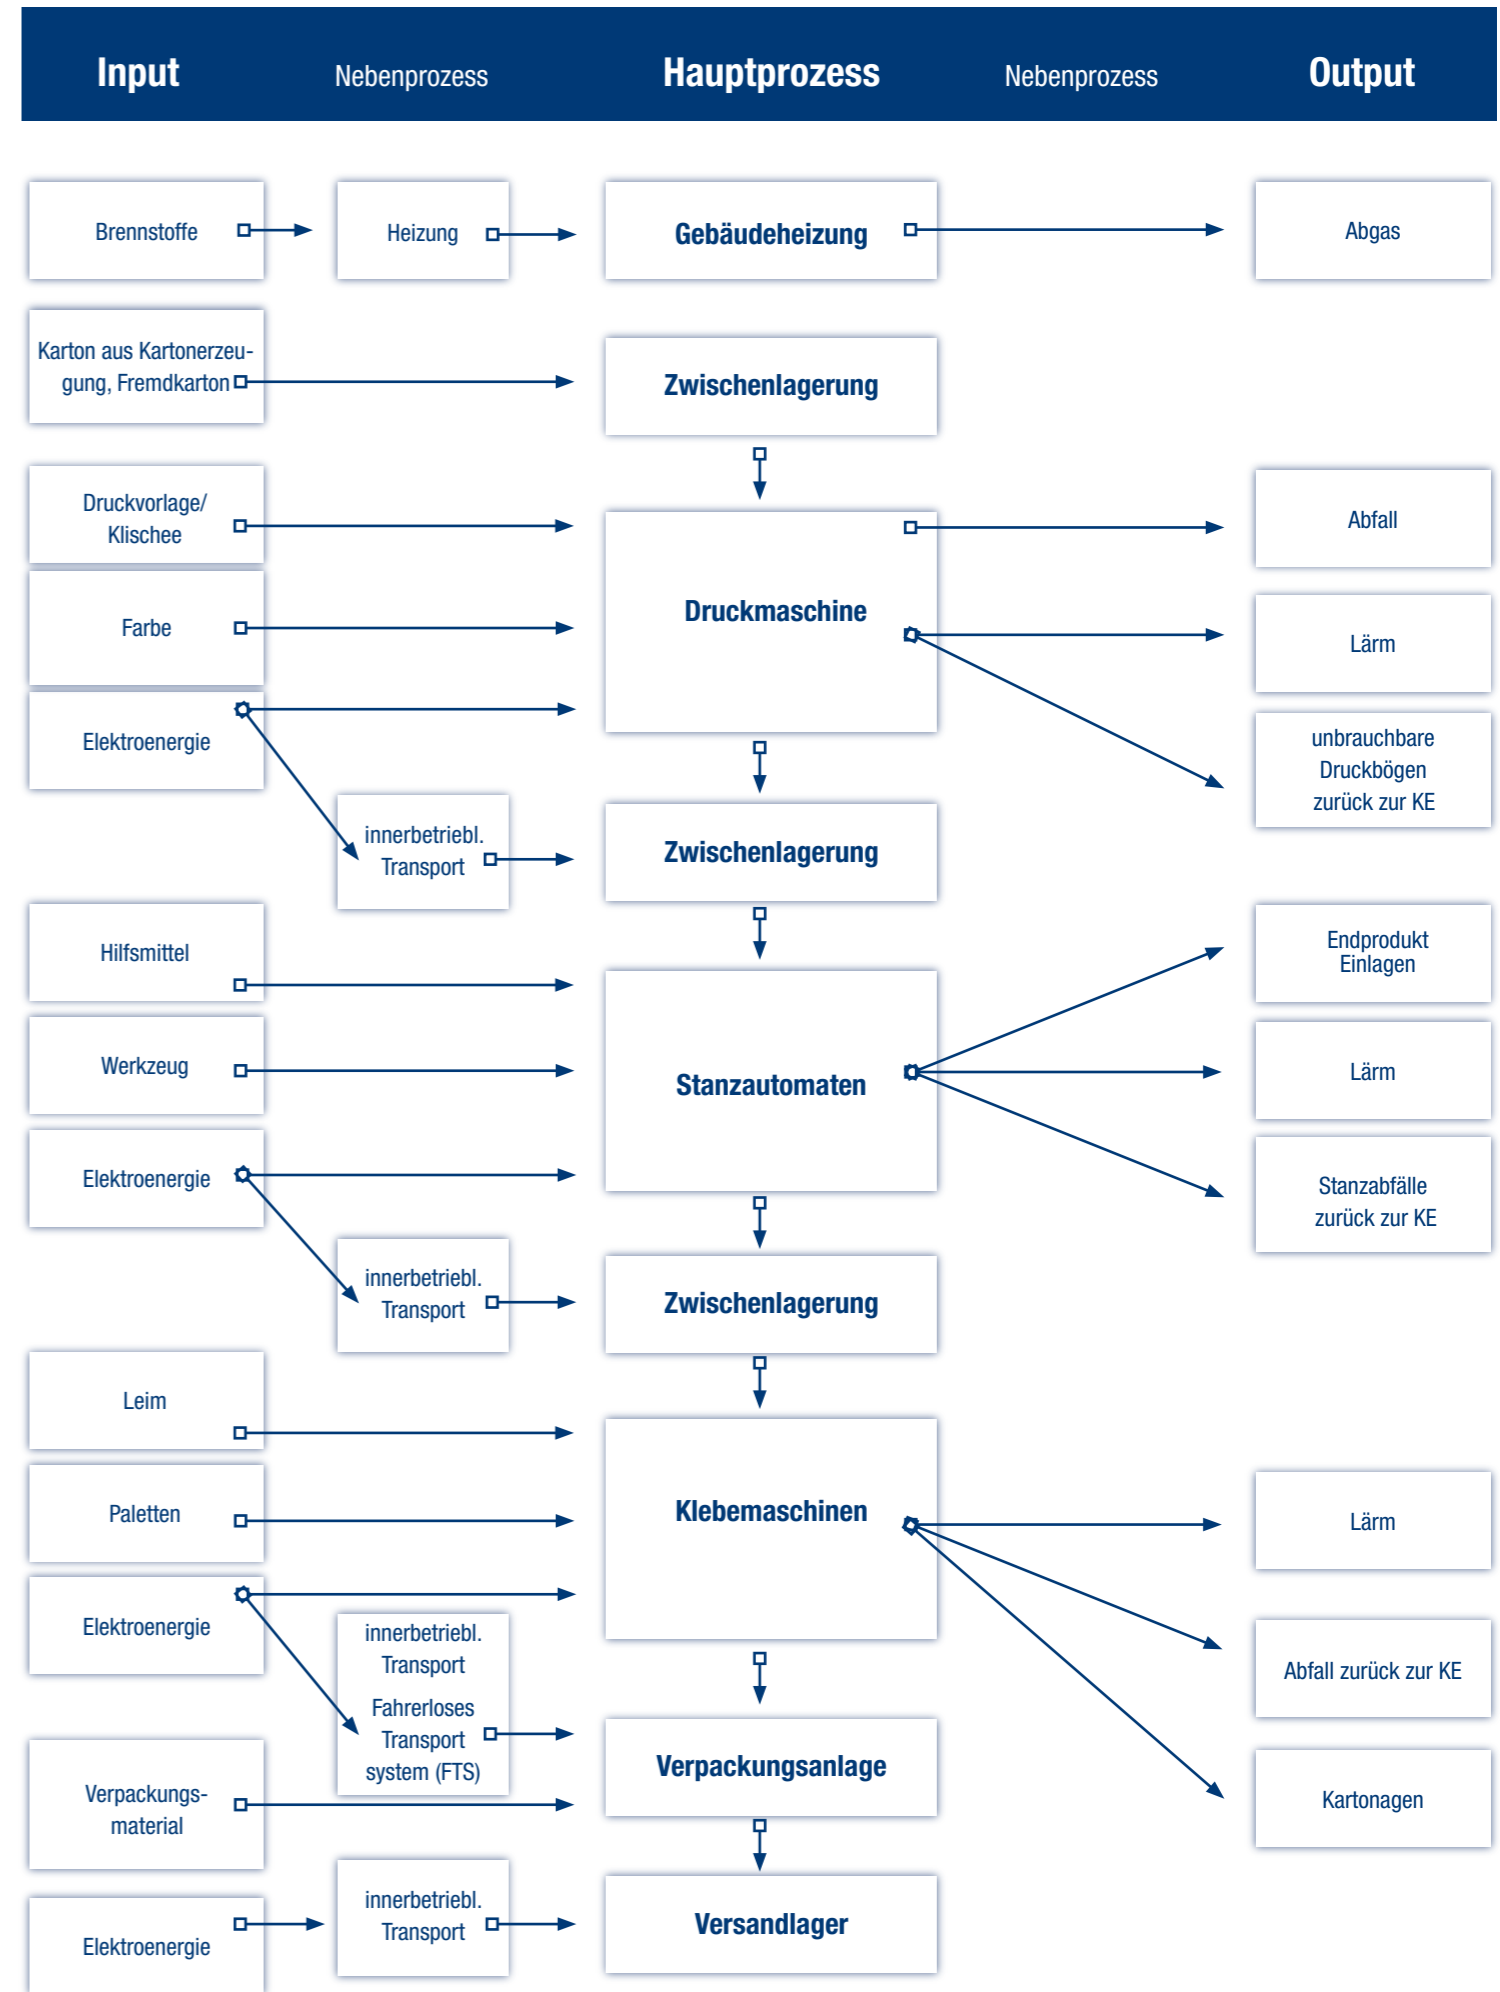 Input Nebenprozess Hauptprozess Nebenprozess Output
Brennstoffe
Heizung
Gebäudeheizung
Abgas
Karton aus Kartonerzeu-
gung, Fremdkarton
Zwischenlagerung
Druckvorlage/
Klischee
Farbe
Elektroenergie
Druckmaschine
Abfall
Lärm
unbrauchbare
Druckbögen
zurück zur KE
innerbetriebl.
Transport
Zwischenlagerung
Hilfsmittel
Werkzeug
Elektroenergie
Stanzautomaten
Endprodukt
Einlagen
Lärm
Stanzabfälle
zurück zur KE
innerbetriebl.
Transport
Zwischenlagerung
Leim
Paletten
Elektroenergie
Klebemaschinen
Lärm
Abfall zurück zur KE
Kartonagen
innerbetriebl.
Transport
Fahrerloses
Transport
system (FTS)
Verpackungsanlage
Verpackungs-
material
Elektroenergie
innerbetriebl.
Transport
Versandlager